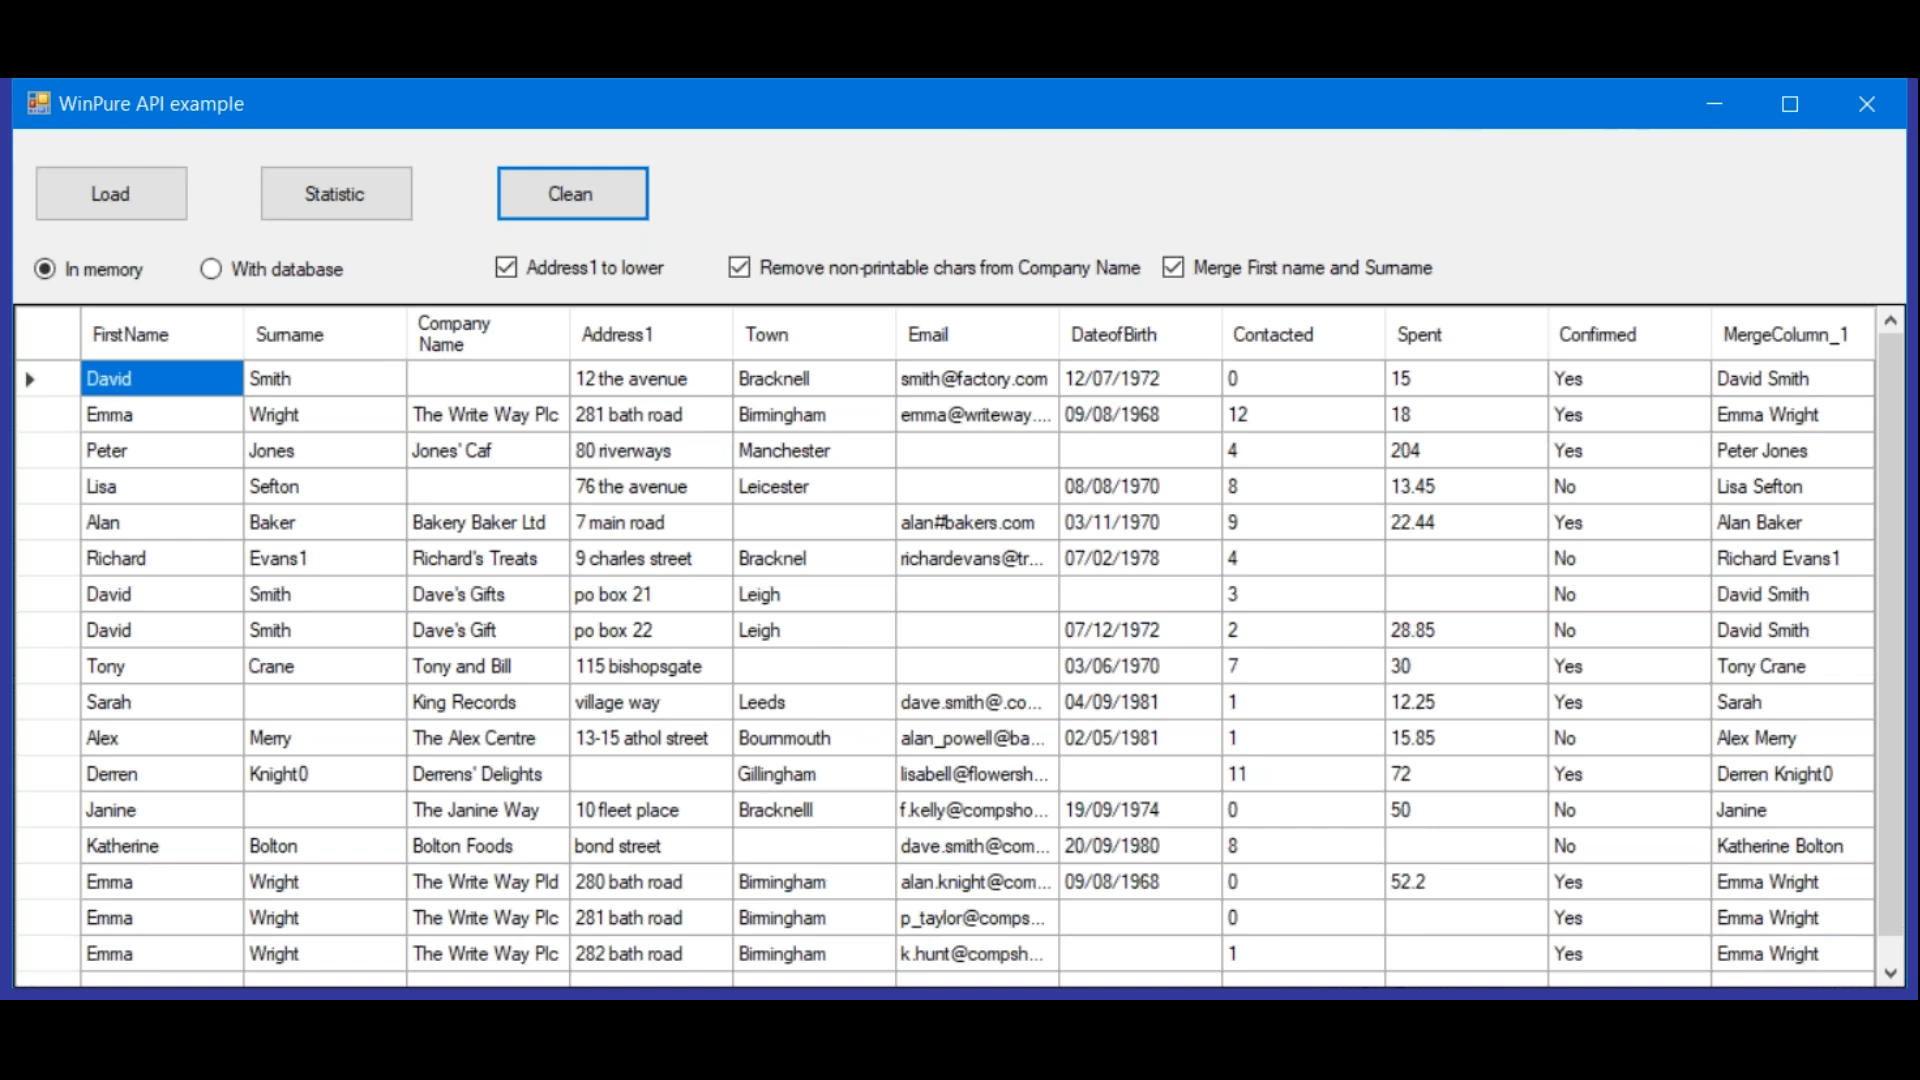 WinPure API example
Load Statistic Clean
In memory With database Address1 to lower Remove non-printable chars from Company Name Merge First name and Surname
FirstName Surname Company Name Address1 Town Email DateofBirth Contacted Spent Confirmed MergeColumn_1
David Smith 12 the avenue Bracknell smith@factory.com 12/07/1972 0 15 Yes David Smith
Emma Wright The Write Way Plc 281 bath road Birmingham emma@writeway.... 09/08/1968 12 18 Yes Emma Wright
Peter Jones Jones' Caf 80 riverways Manchester 4 204 Yes Peter Jones
Lisa Sefton 76 the avenue Leicester 08/08/1970 8 13.45 No Lisa Sefton
Alan Baker Bakery Baker Ltd 7 main road alan#bakers.com 03/11/1970 9 22.44 Yes Alan Baker
Richard Evans1 Richard's Treats 9 charles street Bracknel richardevans@tr... 07/02/1978 4 No Richard Evans1
David Smith Dave's Gifts po box 21 Leigh 3 No David Smith
David Smith Dave's Gift po box 22 Leigh 07/12/1972 2 28.85 No David Smith
Tony Crane Tony and Bill 115 bishopsgate 03/06/1970 7 30 Yes Tony Crane
Sarah King Records village way Leeds dave.smith@.co... 04/09/1981 1 12.25 Yes Sarah
Alex Merry The Alex Centre 13-15 athol street Bournmouth alan_powell@ba... 02/05/1981 1 15.85 No Alex Merry
Derren Knight0 Derrens' Delights Gillingham lisabell@flowersh... 11 72 Yes Derren Knight0
Janine The Janine Way 10 fleet place Bracknelll f.kelly@compsho... 19/09/1974 0 50 No Janine
Katherine Bolton Bolton Foods bond street dave.smith@com... 20/09/1980 8 No Katherine Bolton
Emma Wright The Write Way Pld 280 bath road Birmingham alan.knight@com... 09/08/1968 0 52.2 Yes Emma Wright
Emma Wright The Write Way Plc 281 bath road Birmingham p_taylor@comps... 0 Yes Emma Wright
Emma Wright The Write Way Plc 282 bath road Birmingham k.hunt@compsh... 1 Yes Emma Wright